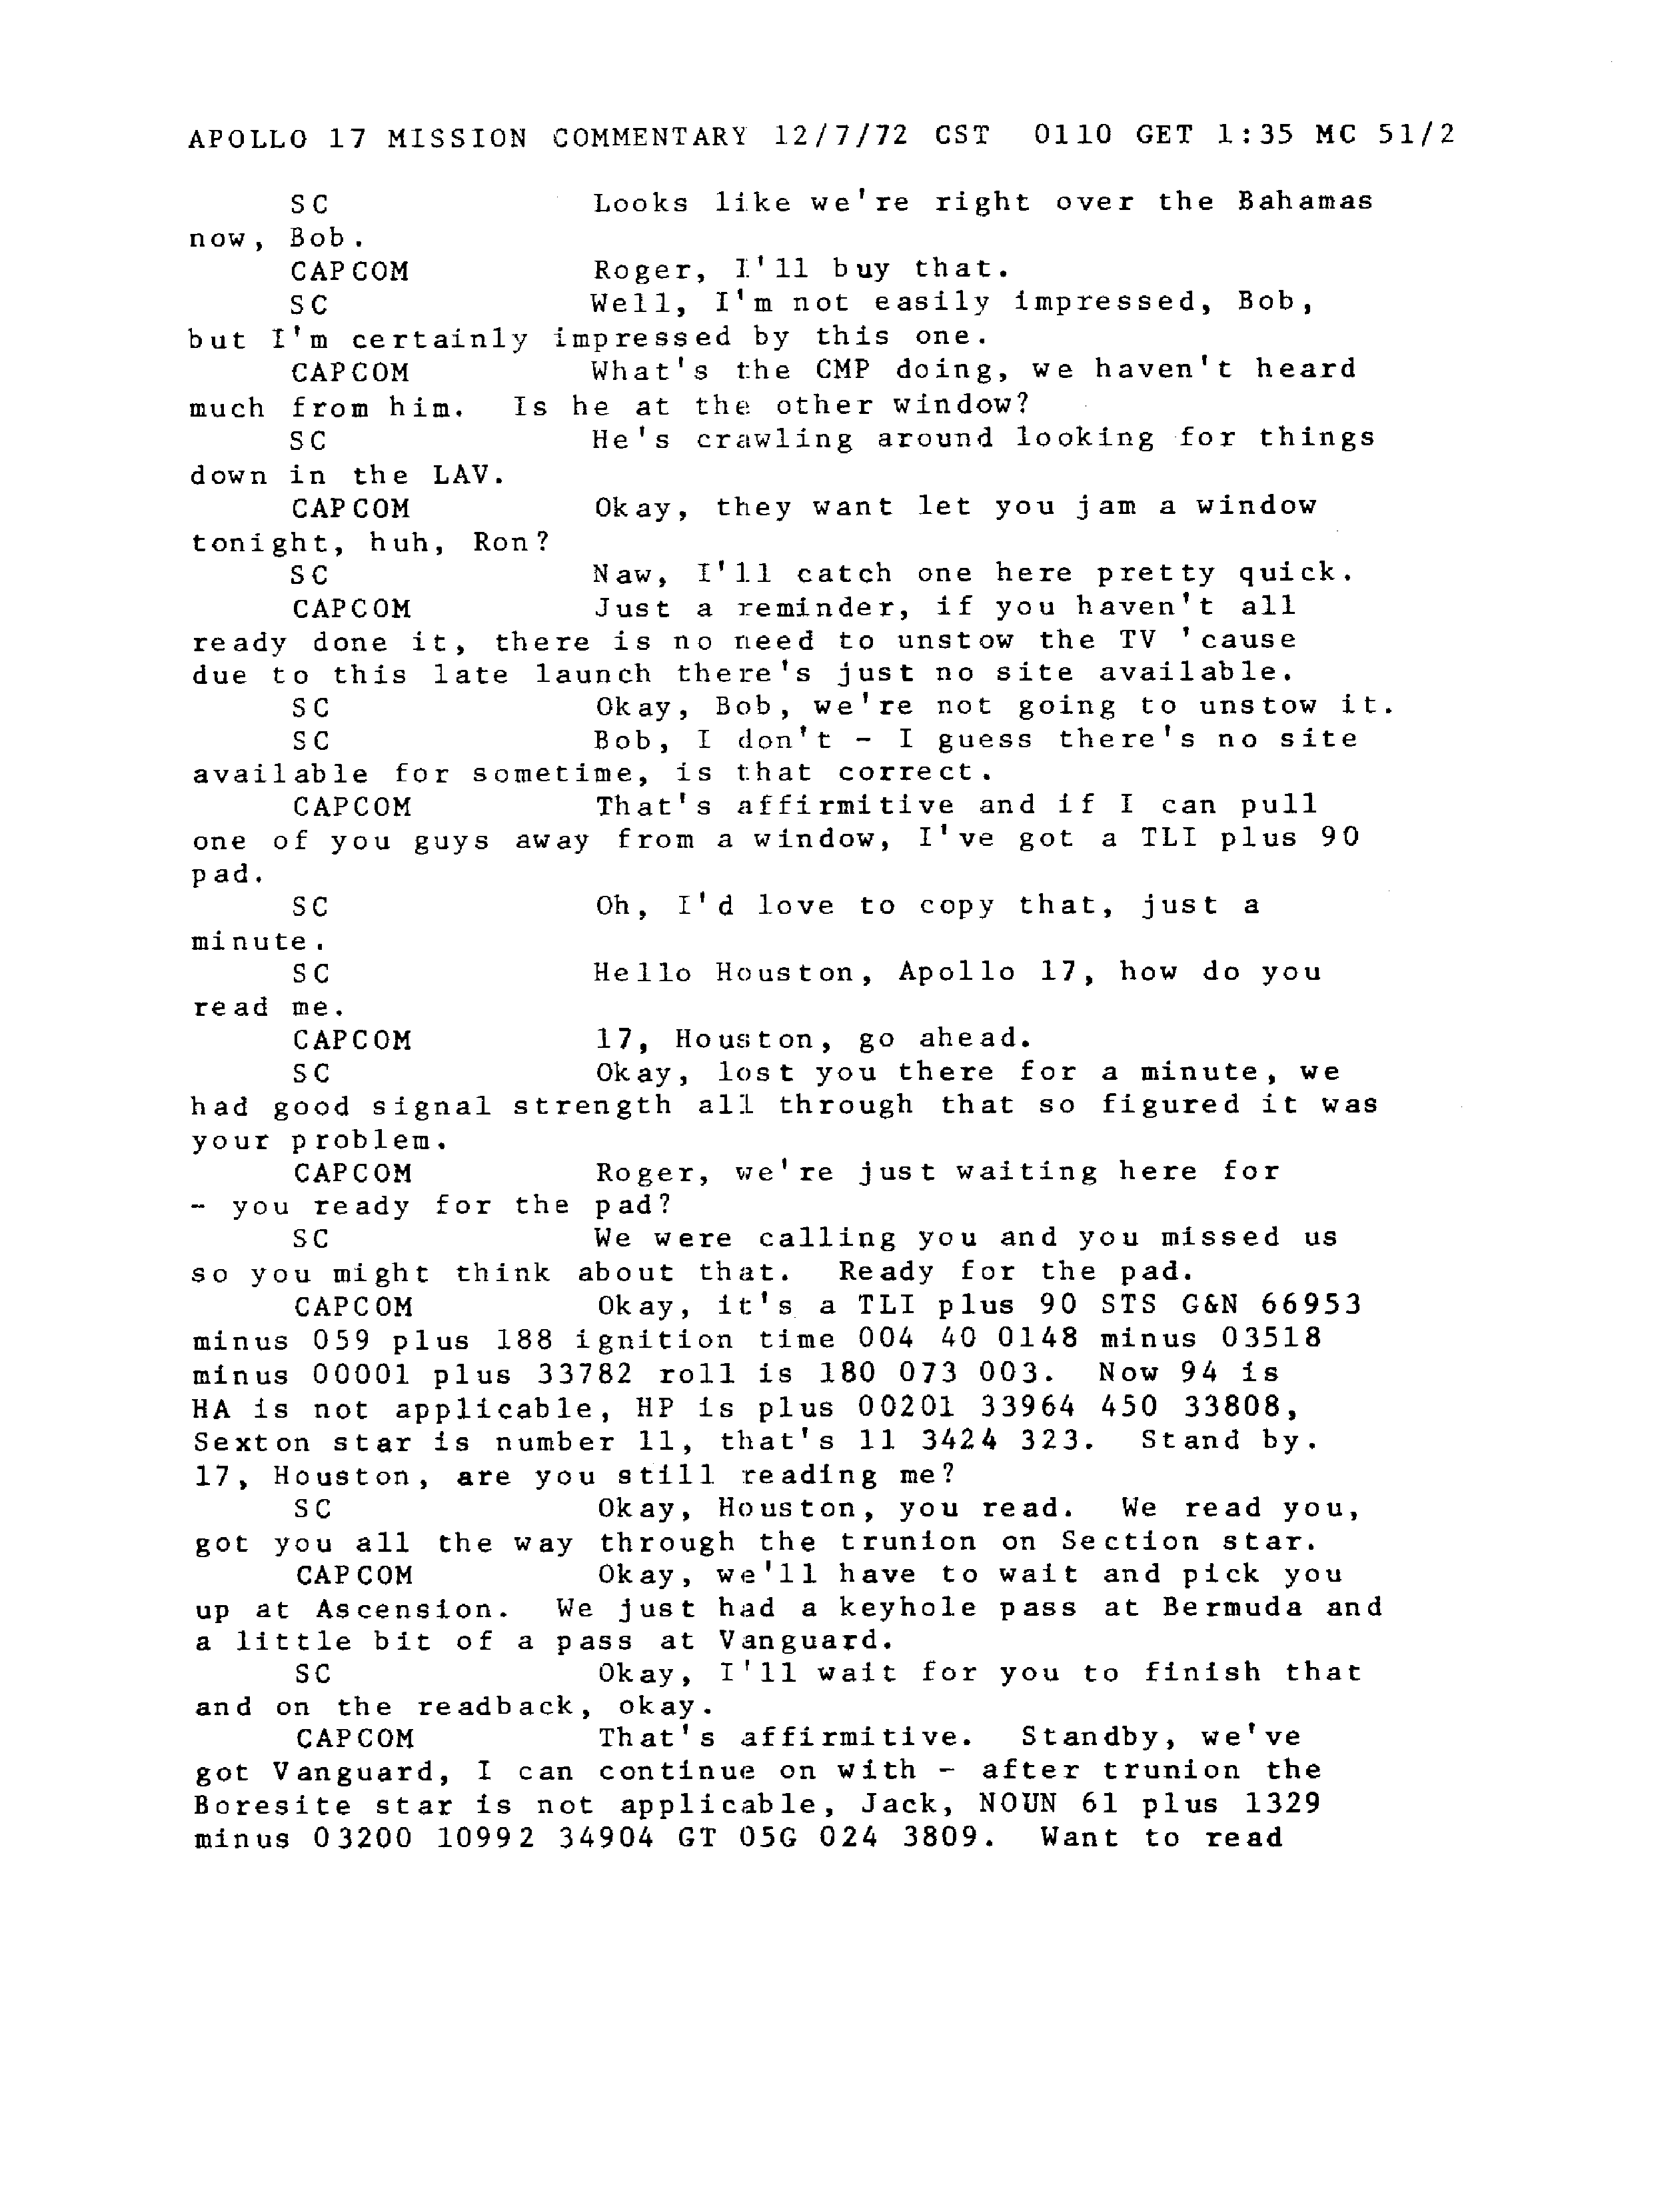 APOLLO 17 MISSION COMMENTARY 12/7/72 CST 0110 GET 1:35 MC 51/2
SC Looks like we're right over the Bahamas
now, Bob.
CAPCOM Roger, I'll buy that.
SC Well, I'm not easily impressed, Bob,
but I'm certainly impressed by this one.
CAPCOM What's the CMP doing, we haven't heard
much from him. Is he at the other window?
SC He's crawling around looking for things
down in the LAV.
CAPCOM Okay, they want let you jam a window
tonight, huh, Ron?
SC Naw, I'll catch one here pretty quick.
CAPCOM Just a reminder, if you haven't all
ready done it, there is no need to unstow the TV 'cause
due to this late launch there's just no site available.
SC Okay, Bob, we're not going to unstow it.
SC Bob, I don't - I guess there's no site
available for sometime, is that correct.
CAPCOM That's affirmitive and if I can pull
one of you guys away from a window, I've got a TLI plus 90
pad.
SC Oh, I'd love to copy that, just a
minute.
SC Hello Houston, Apollo 17, how do you
read me.
CAPCOM 17, Houston, go ahead.
SC Okay, lost you there for a minute, we
had good signal strength all through that so figured it was
your problem.
CAPCOM Roger, we're just waiting here for
- you ready for the pad?
SC We were calling you and you missed us
so you might think about that. Ready for the pad.
CAPCOM Okay, it's a TLI plus 90 STS G&N 66953
minus 059 plus 188 ignition time 004 40 0148 minus 03518
minus 00001 plus 33782 roll is 180 073 003. Now 94 is
HA is not applicable, HP is plus 00201 33964 450 33808,
Sexton star is number 11, that's 11 3424 323. Stand by.
17, Houston, are you still reading me?
SC Okay, Houston, you read. We read you,
got you all the way through the trunion on Section star.
CAPCOM Okay, we'll have to wait and pick you
up at Ascension. We just had a keyhole pass at Bermuda and
a little bit of a pass at Vanguard.
SC Okay, I'll wait for you to finish that
and on the readback, okay.
CAPCOM That's affirmitive. Standby, we've
got Vanguard, I can continue on with - after trunion the
Boresite star is not applicable, Jack, NOUN 61 plus 1329
minus 03200 10992 34904 GT 05G 024 3809. Want to read